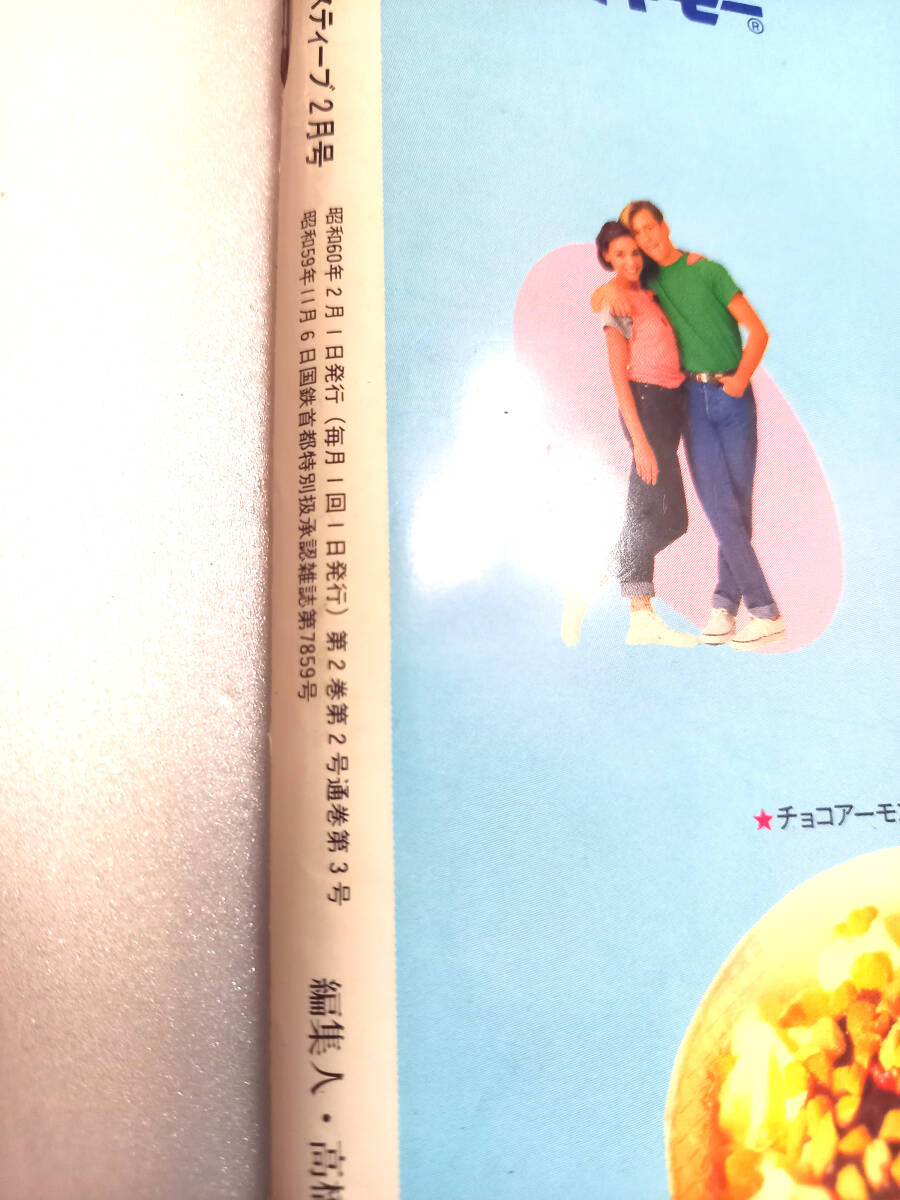 スティーブ2月号
昭和60年2月1日発行（毎月1回1日発行）第2巻第2号通巻第3号
昭和59年11月6日国鉄首都特別扱承認雑誌第7859号
編集人・高
®
★チョコアーモ